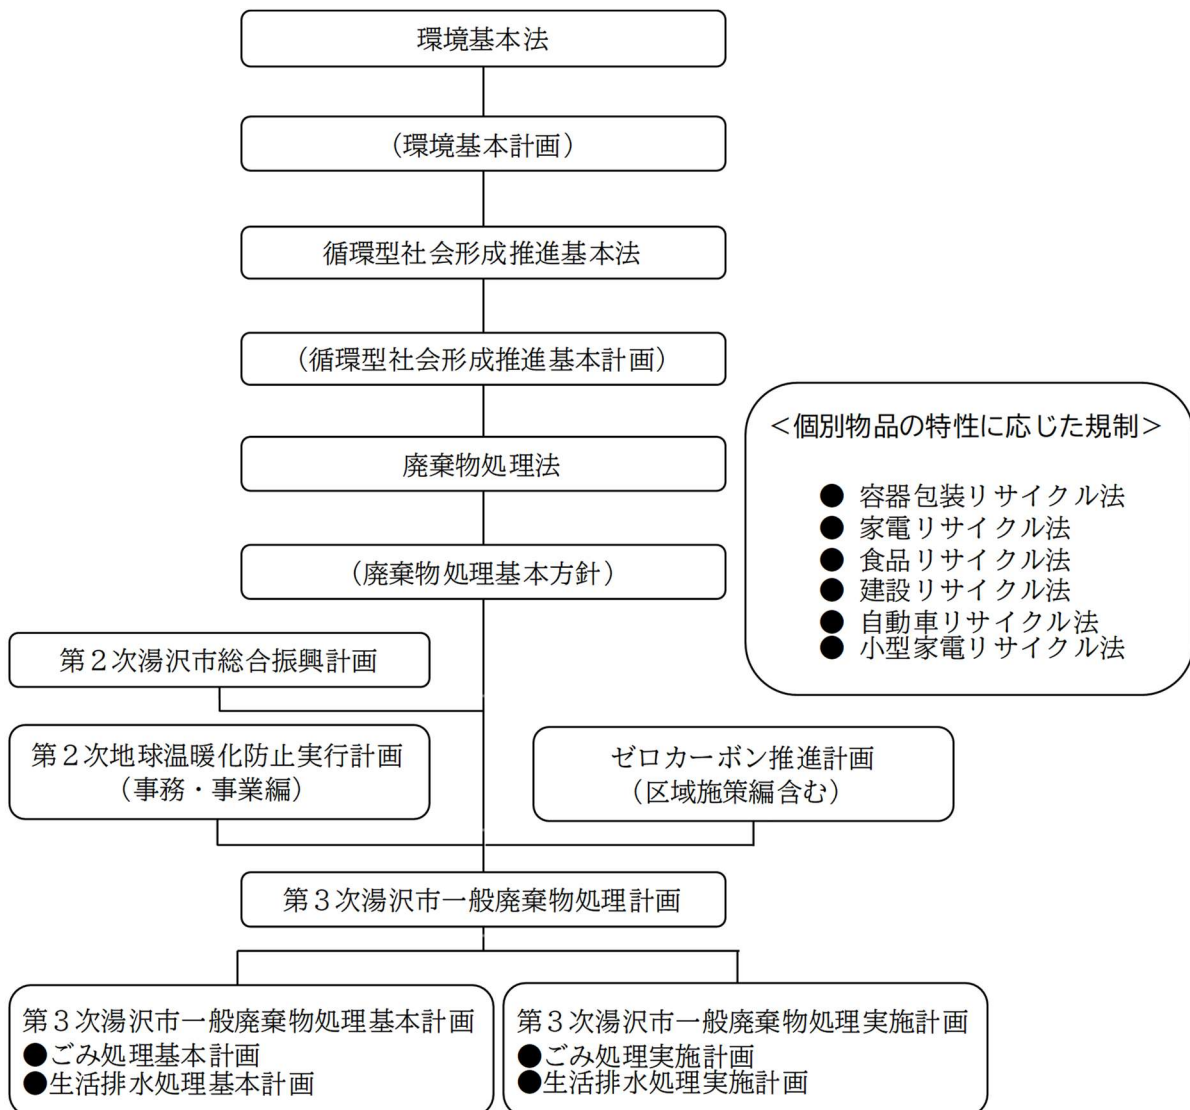 環境基本法
（環境基本計画）
循環型社会形成推進基本法
（循環型社会形成推進基本計画）
廃棄物処理法
（廃棄物処理基本方針）
＜個別物品の特性に応じた規制＞
● 容器包装リサイクル法
● 家電リサイクル法
● 食品リサイクル法
● 建設リサイクル法
● 自動車リサイクル法
● 小型家電リサイクル法
第２次湯沢市総合振興計画
第２次地球温暖化防止実行計画
（事務・事業編）
ゼロカーボン推進計画
（区域施策編含む）
第３次湯沢市一般廃棄物処理計画
第３次湯沢市一般廃棄物処理基本計画
●ごみ処理基本計画
●生活排水処理基本計画
第３次湯沢市一般廃棄物処理実施計画
●ごみ処理実施計画
●生活排水処理実施計画